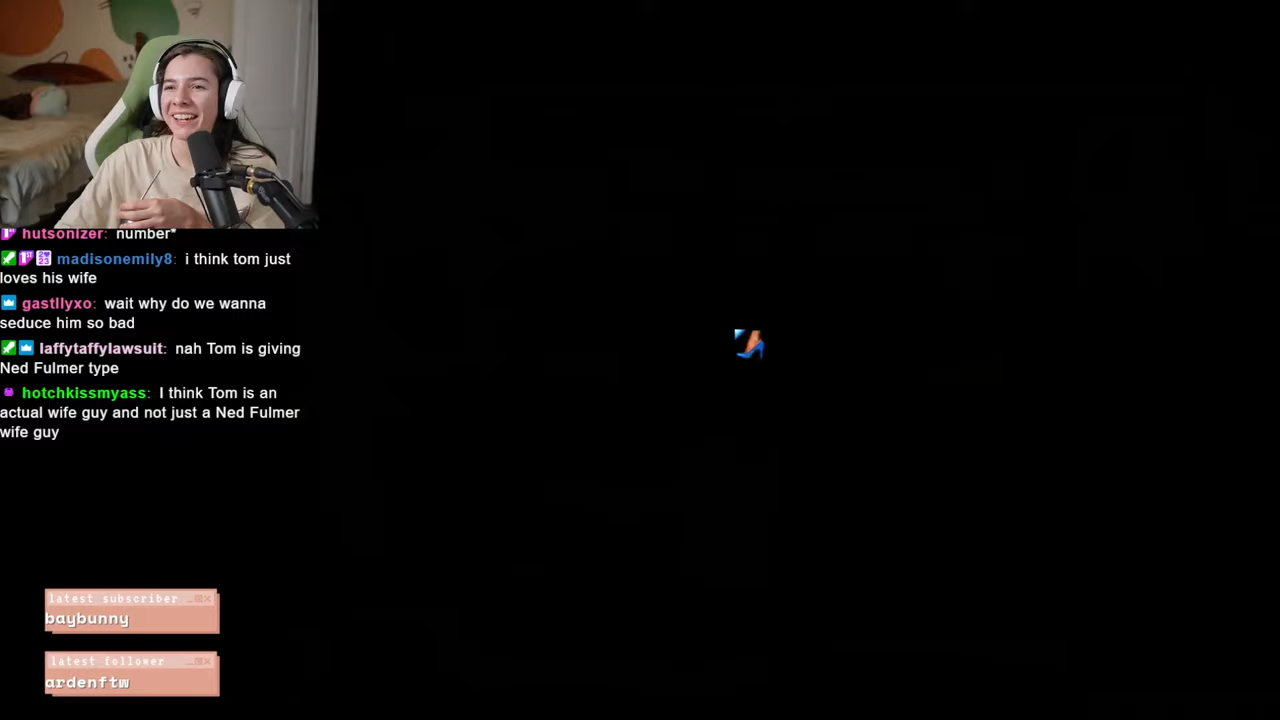 hutsonizer: number*
madisonemily8: i think tom just
loves his wife
gastllyxo: wait why do we wanna
seduce him so bad
laffytaffylawsuit: nah Tom is giving
Ned Fulmer type
hotchkissmyass: I think Tom is an
actual wife guy and not just a Ned Fulmer
wife guy
latest subscriber
baybunny
latest follower
ardenftw